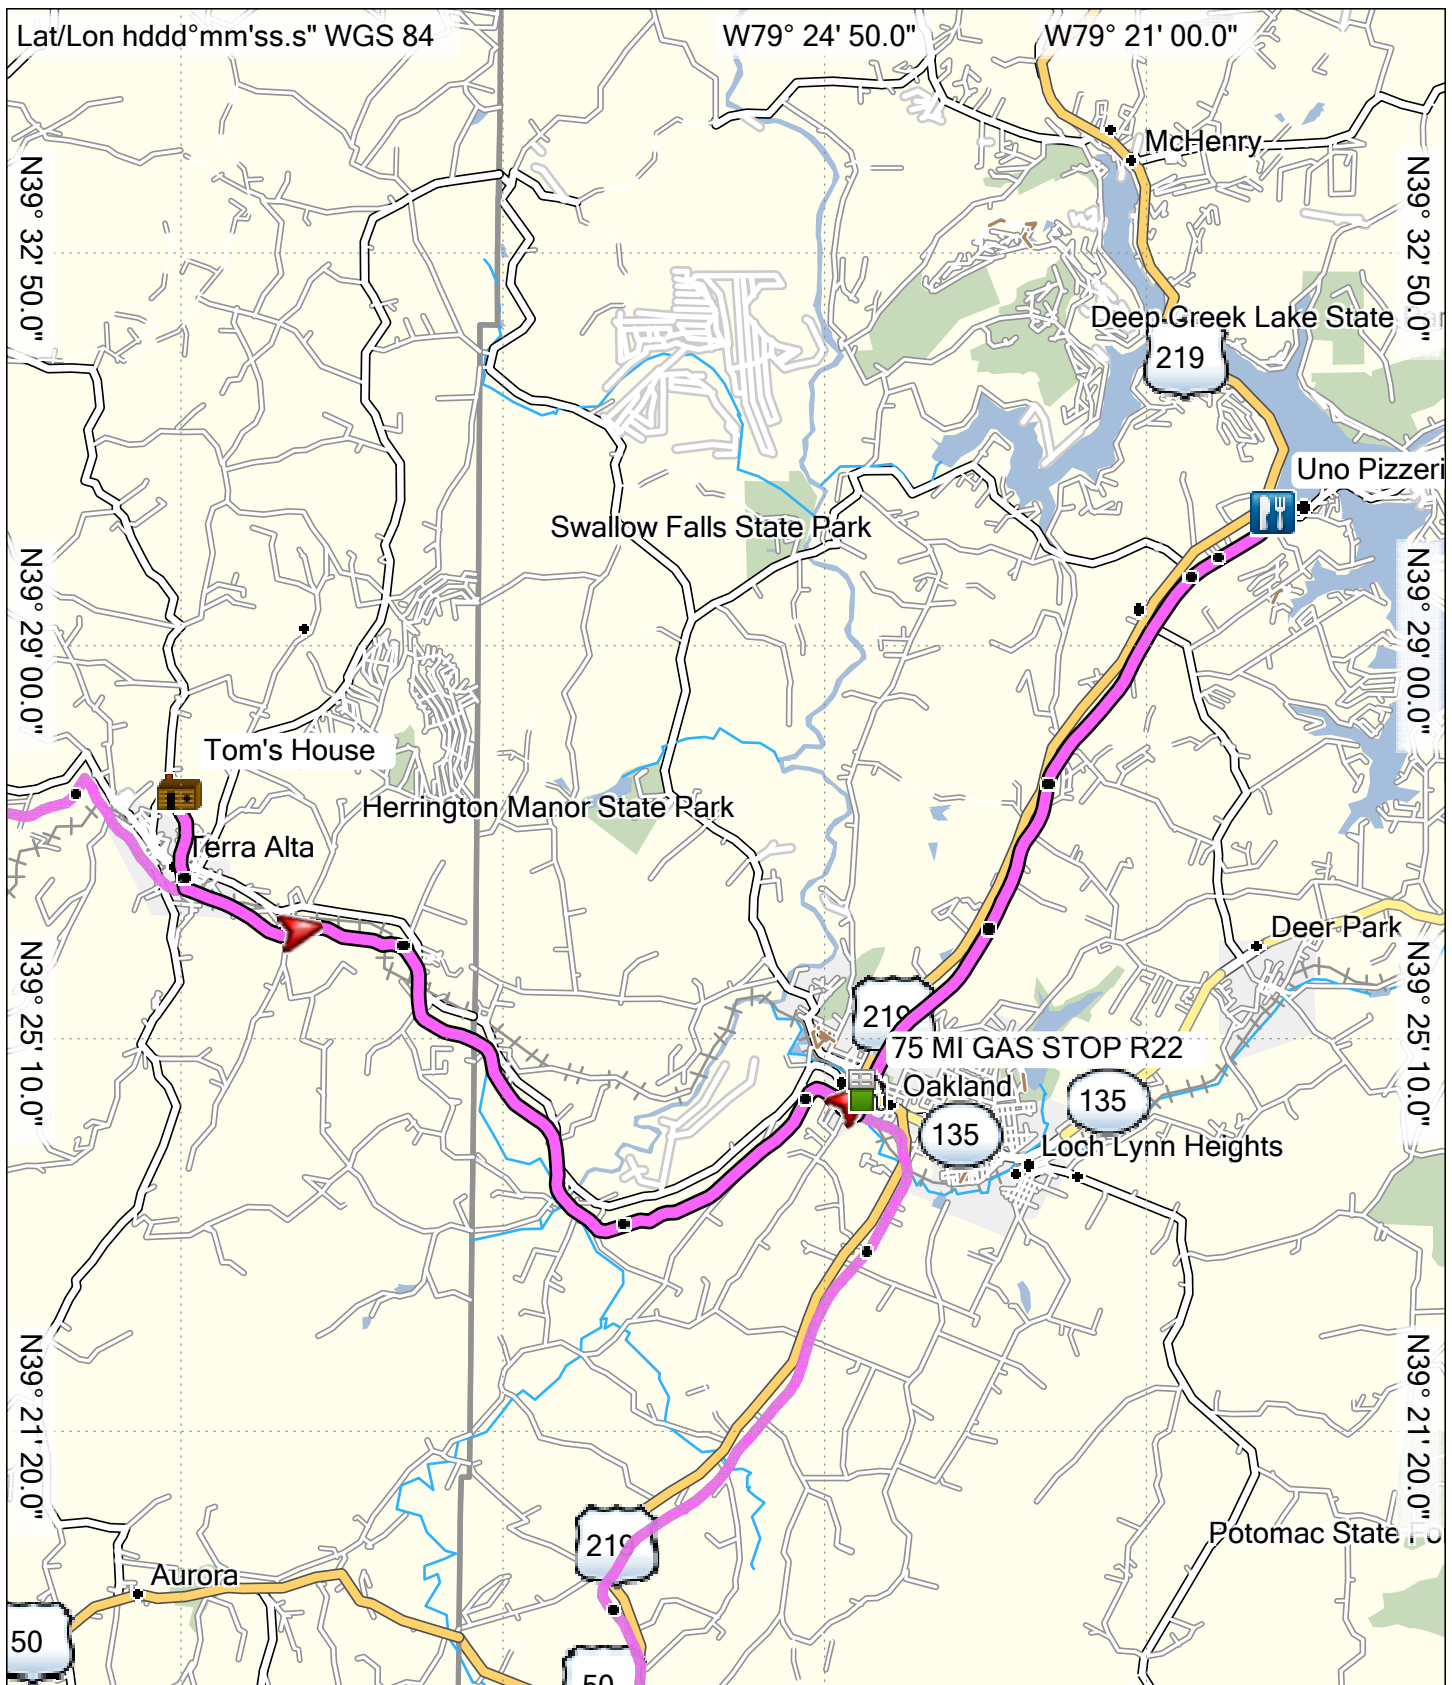 Lat/Lon hddd°mm'ss.s" WGS 84
W79° 24' 50.0"
W79° 21' 00.0"
McHenry
N39° 32' 50.0"
N39° 32' 50.0"
Deep Creek Lake State
219
Uno Pizzeri
Swallow Falls State Park
N39° 29' 00.0"
N39° 29' 00.0"
Tom's House
Herrington Manor State Park
Terra Alta
Deer Park
N39° 25' 10.0"
N39° 25' 10.0"
219
75 MI GAS STOP R22
Oakland
135
135
Loch Lynn Heights
N39° 21' 20.0"
N39° 21' 20.0"
219
Potomac State Fo
Aurora
50
50